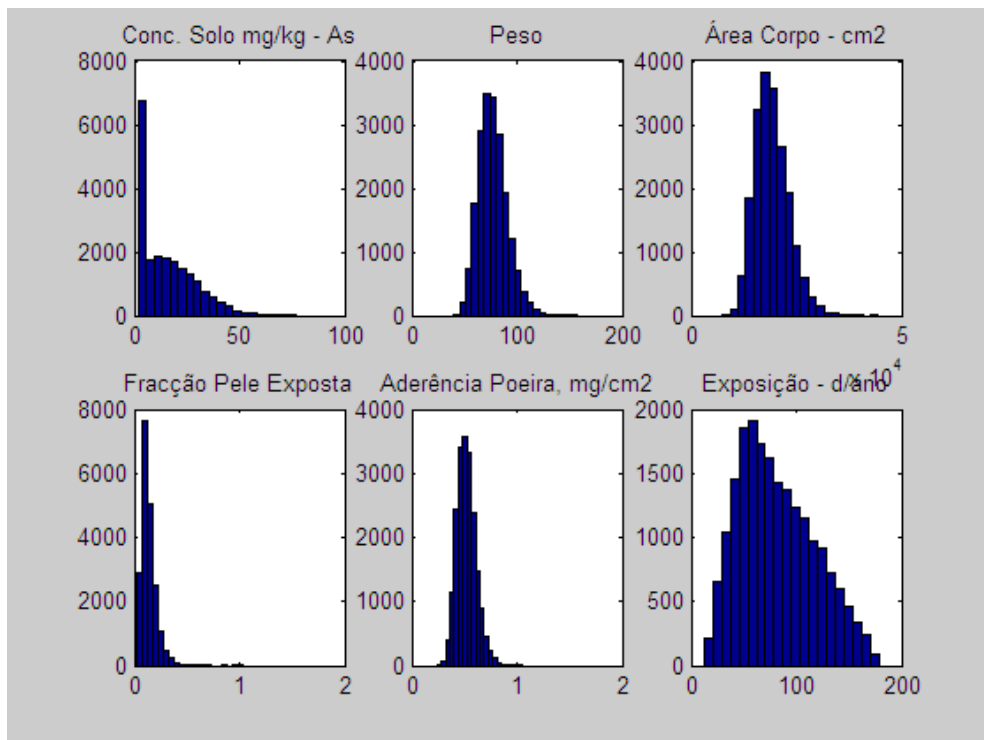 Conc. Solo mg/kg - As
Peso
Área Corpo - cm2
8000
6000
4000
2000
0
0 50 100
4000
3000
2000
1000
0
0 100 200
4000
3000
2000
1000
0
0 5
x 10^4
Fracção Pele Exposta
Aderência Poeira, mg/cm2
Exposição - d/ano
8000
6000
4000
2000
0
0 1 2
4000
3000
2000
1000
0
0 1 2
2000
1500
1000
500
0
0 100 200